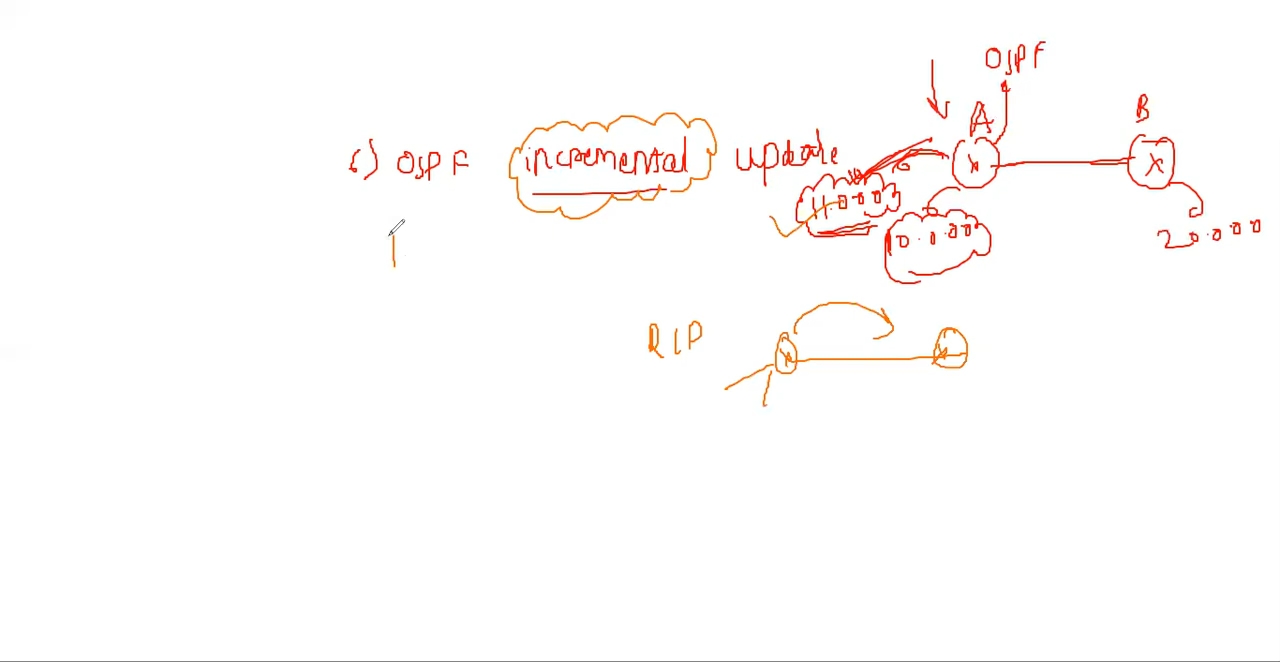 OSPF
A
B
6) OSPF incremental update
11.0.0.0
10.0.0.0
20.0.0.0
RIP